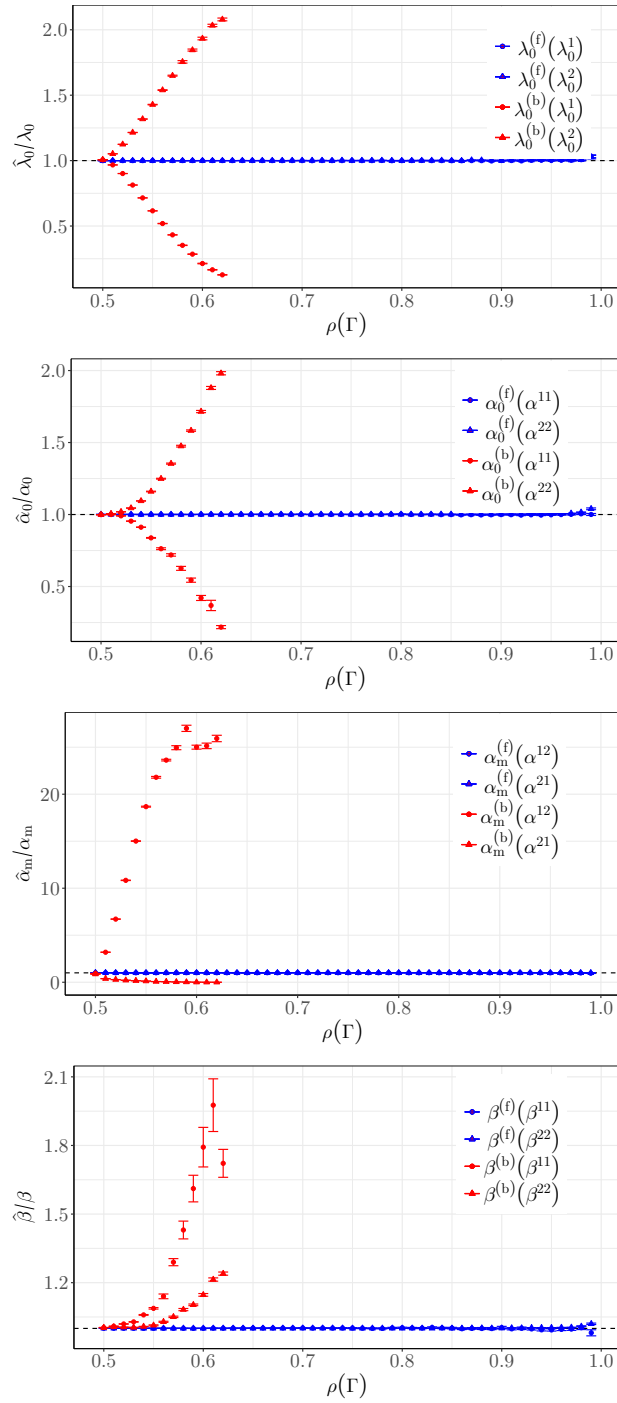 2.0
1.5
1.0
0.5
λ̂₀/λ₀
λ₀⁽ᶠ⁾(λ₀¹)
λ₀⁽ᶠ⁾(λ₀²)
λ₀⁽ᵇ⁾(λ₀¹)
λ₀⁽ᵇ⁾(λ₀²)
0.5 0.6 0.7 0.8 0.9 1.0
ρ(Γ)
2.0
1.5
1.0
0.5
α̂₀/α₀
α₀⁽ᶠ⁾(α¹¹)
α₀⁽ᶠ⁾(α²²)
α₀⁽ᵇ⁾(α¹¹)
α₀⁽ᵇ⁾(α²²)
0.5 0.6 0.7 0.8 0.9 1.0
ρ(Γ)
20
10
0
α̂ₘ/αₘ
αₘ⁽ᶠ⁾(α¹²)
αₘ⁽ᶠ⁾(α²¹)
αₘ⁽ᵇ⁾(α¹²)
αₘ⁽ᵇ⁾(α²¹)
0.5 0.6 0.7 0.8 0.9 1.0
ρ(Γ)
2.1
1.8
1.5
1.2
β̂/β
β⁽ᶠ⁾(β¹¹)
β⁽ᶠ⁾(β²²)
β⁽ᵇ⁾(β¹¹)
β⁽ᵇ⁾(β²²)
0.5 0.6 0.7 0.8 0.9 1.0
ρ(Γ)